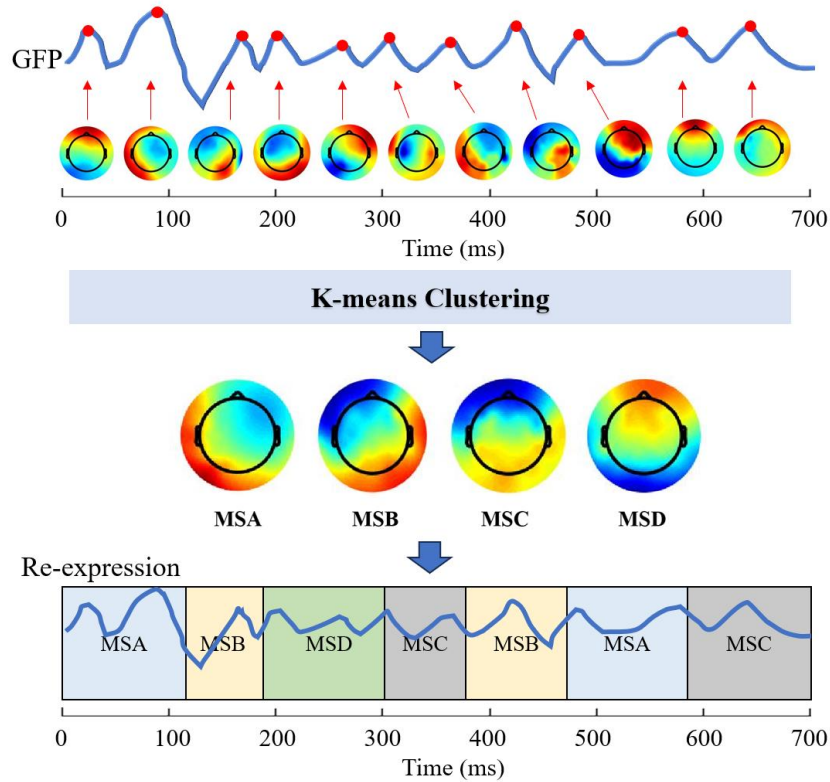 GFP
0 100 200 300 400 500 600 700
Time (ms)
K-means Clustering
MSA MSB MSC MSD
Re-expression
MSA MSB MSD MSC MSB MSA MSC
0 100 200 300 400 500 600 700
Time (ms)